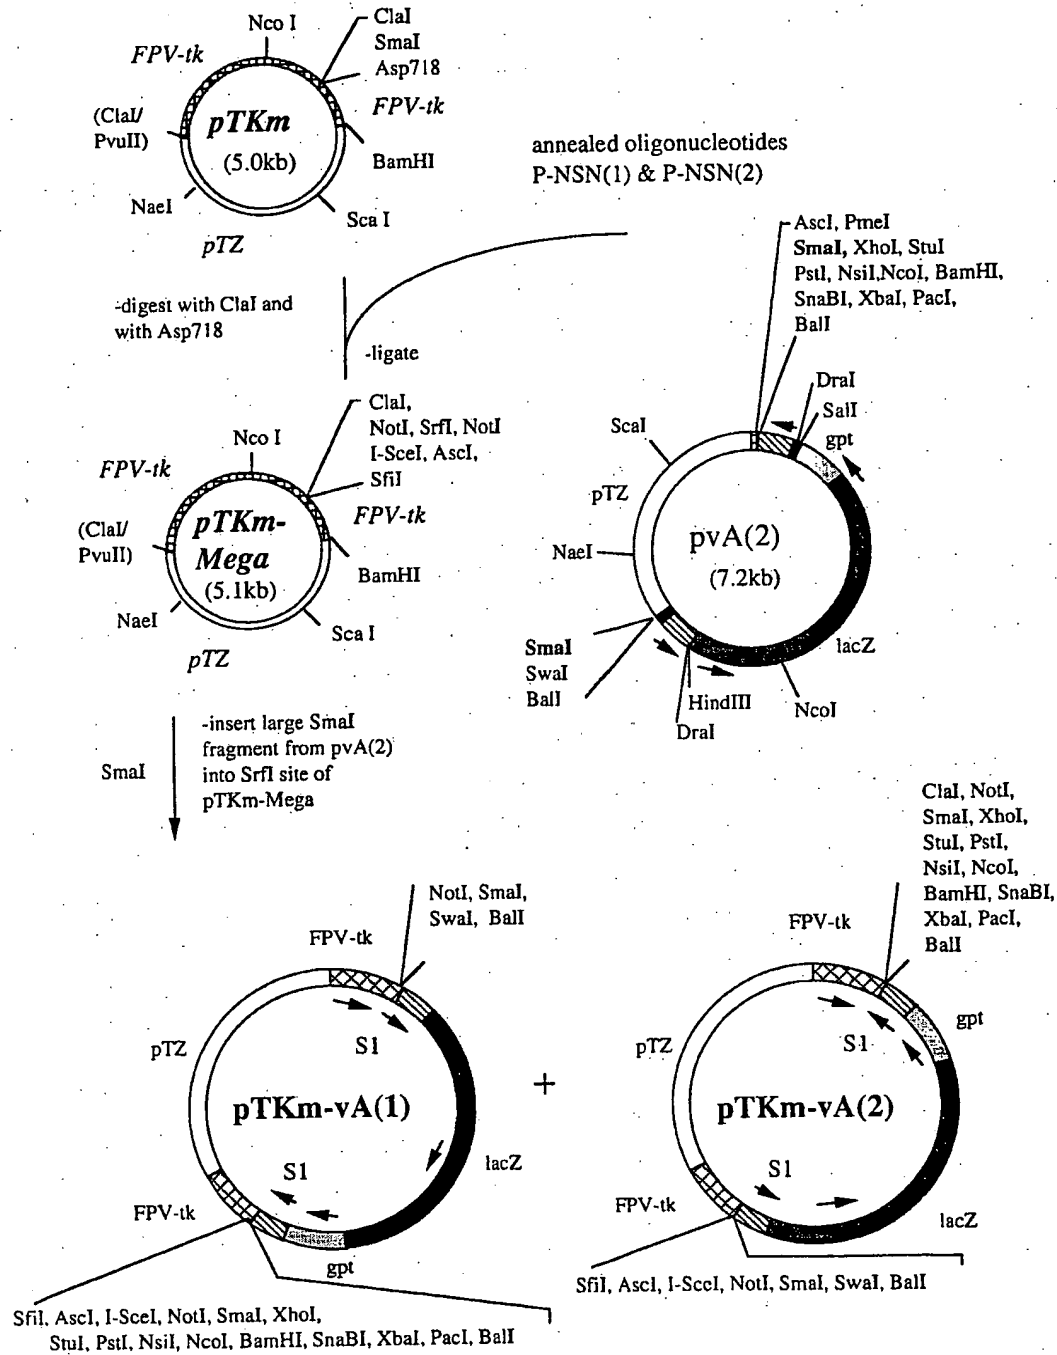 Nco I
ClaI
SmaI
Asp718
FPV-tk
FPV-tk
(ClaI/
PvuII)
pTKm
(5.0kb)
BamHI
NaeI
Sca I
pTZ
annealed oligonucleotides
P-NSN(1) & P-NSN(2)
-digest with ClaI and
with Asp718
-ligate
AscI, PmeI
SmaI, XhoI, StuI
PstI, NsiI,NcoI, BamHI,
SnaBI, XbaI, PacI,
BalI
DraI
SalI
gpt
ScaI
pTZ
NaeI
pvA(2)
(7.2kb)
lacZ
SmaI
SwaI
BalI
HindIII
DraI
NcoI
ClaI,
NotI, SrfI, NotI
I-SceI, AscI,
SfiI
Nco I
FPV-tk
FPV-tk
(ClaI/
PvuII)
pTKm-
Mega
(5.1kb)
BamHI
NaeI
Sca I
pTZ
SmaI
-insert large SmaI
fragment from pvA(2)
into SrfI site of
pTKm-Mega
NotI, SmaI,
SwaI, BalI
FPV-tk
pTZ
S1
pTKm-vA(1)
S1
lacZ
FPV-tk
gpt
SfiI, AscI, I-SceI, NotI, SmaI, XhoI,
StuI, PstI, NsiI, NcoI, BamHI, SnaBI, XbaI, PacI, BalI
+
ClaI, NotI,
SmaI, XhoI,
StuI, PstI,
NsiI, NcoI,
BamHI, SnaBI,
XbaI, PacI,
BalI
FPV-tk
gpt
pTZ
S1
pTKm-vA(2)
S1
FPV-tk
lacZ
SfiI, AscI, I-SceI, NotI, SmaI, SwaI, BalI